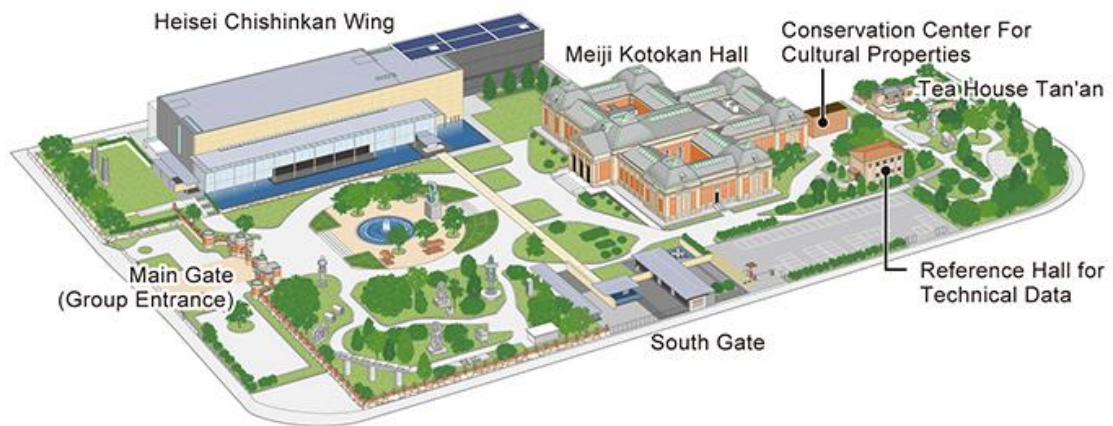 Heisei Chishinkan Wing
Meiji Kotokan Hall
Conservation Center For
Cultural Properties
Tea House Tan'an
Main Gate
(Group Entrance)
Reference Hall for
Technical Data
South Gate